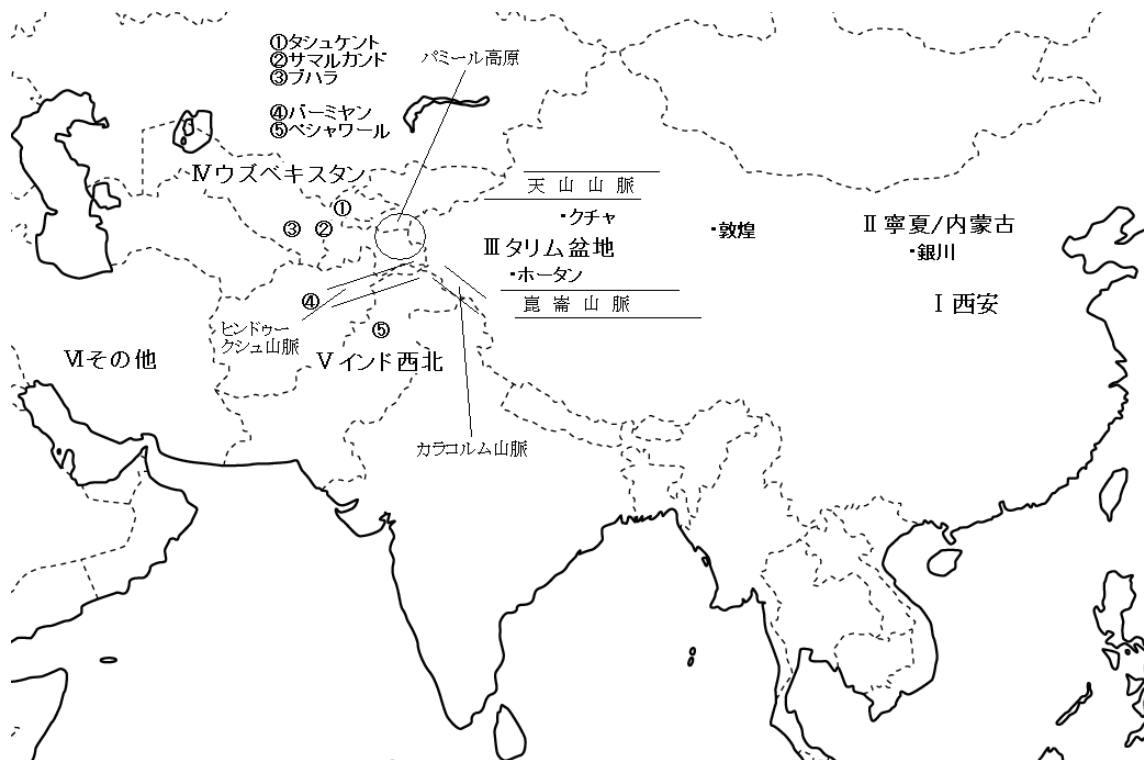 ①タシュケント
②サマルカンド
③ブハラ
④バーミヤン
⑤ペシャワール
パミール高原
Ⅳウズベキスタン
①
③
②
天山山脈
・クチャ
・敦煌
Ⅱ寧夏/内蒙古
・銀川
Ⅲタリム盆地
・ホータン
崑崙山脈
Ⅰ西安
④
⑤
ヒンドゥー
クシュ山脈
Ⅴインド西北
Ⅵその他
カラコルム山脈